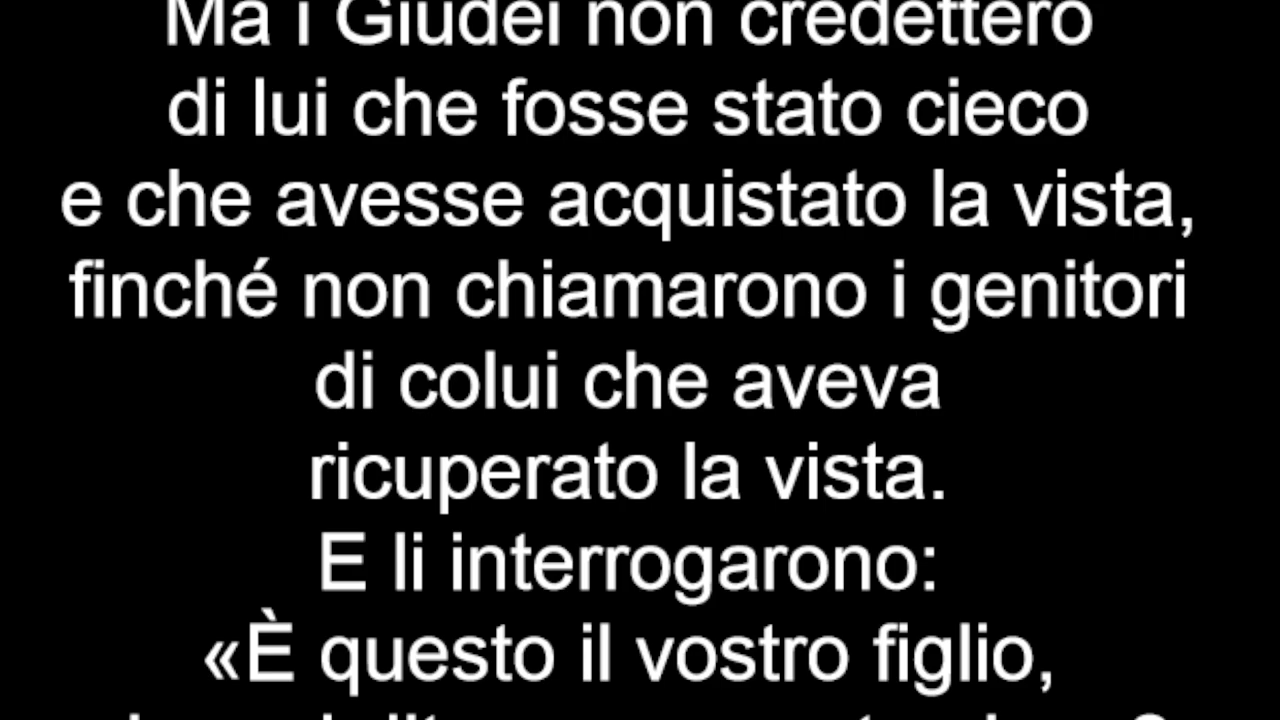 Ma i Giudei non credettero
di lui che fosse stato cieco
e che avesse acquistato la vista,
finché non chiamarono i genitori
di colui che aveva
ricuperato la vista.
E li interrogarono:
«È questo il vostro figlio,